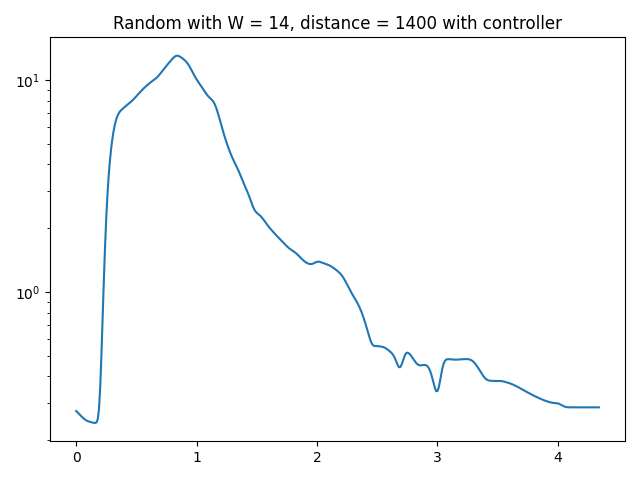 Random with W = 14, distance = 1400 with controller
10¹
10⁰
0 1 2 3 4